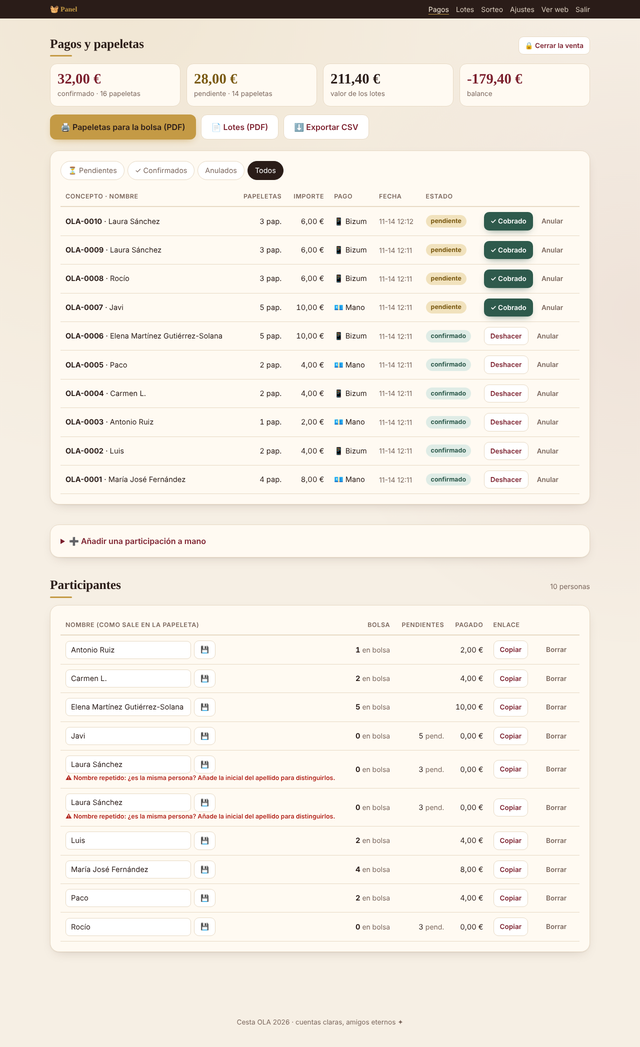 🧺 Panel Pagos Lotes Sorteo Ajustes Ver web Salir
Pagos y papeletas
🔒 Cerrar la venta
32,00 € 28,00 € 211,40 € -179,40 €
confirmado · 16 papeletas pendiente · 14 papeletas valor de los lotes balance
🖨️ Papeletas para la bolsa (PDF) 📄 Lotes (PDF) ⬇️ Exportar CSV
⏳ Pendientes ✓ Confirmados Anulados Todos
CONCEPTO · NOMBRE PAPELETAS IMPORTE PAGO FECHA ESTADO
OLA-0010 · Laura Sánchez 3 pap. 6,00 € 📱 Bizum 11-14 12:12 pendiente ✓ Cobrado Anular
OLA-0009 · Laura Sánchez 3 pap. 6,00 € 📱 Bizum 11-14 12:11 pendiente ✓ Cobrado Anular
OLA-0008 · Rocío 3 pap. 6,00 € 📱 Bizum 11-14 12:11 pendiente ✓ Cobrado Anular
OLA-0007 · Javi 5 pap. 10,00 € 💶 Mano 11-14 12:11 pendiente ✓ Cobrado Anular
OLA-0006 · Elena Martínez Gutiérrez-Solana 5 pap. 10,00 € 📱 Bizum 11-14 12:11 confirmado Deshacer Anular
OLA-0005 · Paco 2 pap. 4,00 € 💶 Mano 11-14 12:11 confirmado Deshacer Anular
OLA-0004 · Carmen L. 2 pap. 4,00 € 📱 Bizum 11-14 12:11 confirmado Deshacer Anular
OLA-0003 · Antonio Ruiz 1 pap. 2,00 € 💶 Mano 11-14 12:11 confirmado Deshacer Anular
OLA-0002 · Luis 2 pap. 4,00 € 📱 Bizum 11-14 12:11 confirmado Deshacer Anular
OLA-0001 · María José Fernández 4 pap. 8,00 € 💶 Mano 11-14 12:11 confirmado Deshacer Anular
▶ ➕ Añadir una participación a mano
Participantes 10 personas
NOMBRE (COMO SALE EN LA PAPELETA) BOLSA PENDIENTES PAGADO ENLACE
Antonio Ruiz 💾 1 en bolsa 2,00 € Copiar Borrar
Carmen L. 💾 2 en bolsa 4,00 € Copiar Borrar
Elena Martínez Gutiérrez-Solana 💾 5 en bolsa 10,00 € Copiar Borrar
Javi 💾 0 en bolsa 5 pend. 0,00 € Copiar Borrar
Laura Sánchez 💾 0 en bolsa 3 pend. 0,00 € Copiar Borrar
⚠ Nombre repetido: ¿es la misma persona? Añade la inicial del apellido para distinguirlos.
Laura Sánchez 💾 0 en bolsa 3 pend. 0,00 € Copiar Borrar
⚠ Nombre repetido: ¿es la misma persona? Añade la inicial del apellido para distinguirlos.
Luis 💾 2 en bolsa 4,00 € Copiar Borrar
María José Fernández 💾 4 en bolsa 8,00 € Copiar Borrar
Paco 💾 2 en bolsa 4,00 € Copiar Borrar
Rocío 💾 0 en bolsa 3 pend. 0,00 € Copiar Borrar
Cesta OLA 2026 · cuentas claras, amigos eternos ✦